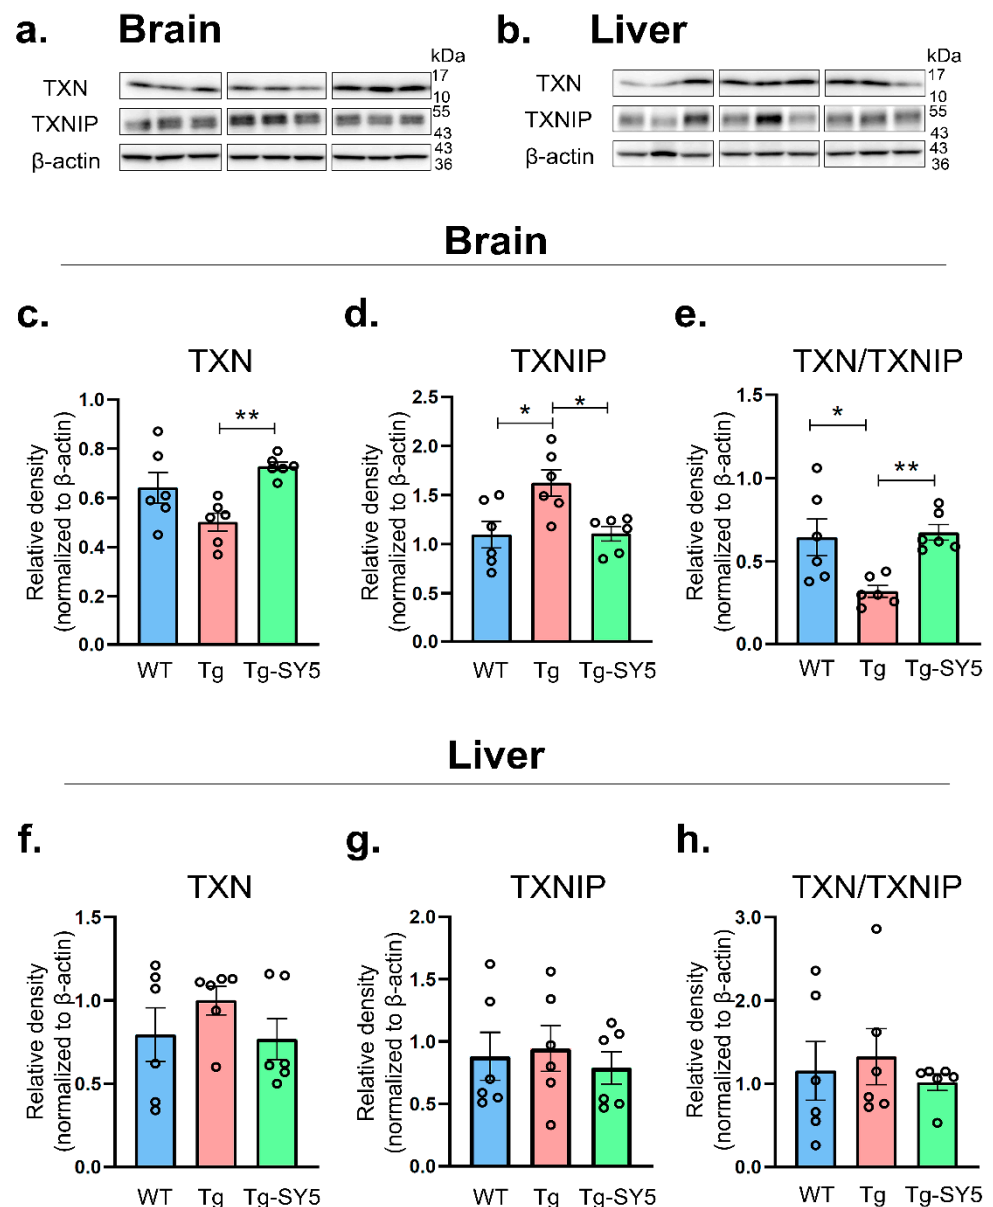 a. Brain
kDa
TXN
17
10
TXNIP
55
43
β-actin
43
36
b. Liver
kDa
TXN
17
10
TXNIP
55
43
β-actin
43
36
Brain
c.
TXN
Relative density
(normalized to β-actin)
1.0
0.8
0.6
0.4
0.2
0.0
**
WT Tg Tg-SY5
d.
TXNIP
Relative density
(normalized to β-actin)
2.5
2.0
1.5
1.0
0.5
0.0
* *
WT Tg Tg-SY5
e.
TXN/TXNIP
Relative density
(normalized to β-actin)
1.5
1.0
0.5
0.0
*
**
WT Tg Tg-SY5
Liver
f.
TXN
Relative density
(normalized to β-actin)
1.5
1.0
0.5
0.0
WT Tg Tg-SY5
g.
TXNIP
Relative density
(normalized to β-actin)
2.0
1.5
1.0
0.5
0.0
WT Tg Tg-SY5
h.
TXN/TXNIP
Relative density
(normalized to β-actin)
3.0
2.0
1.0
0.0
WT Tg Tg-SY5